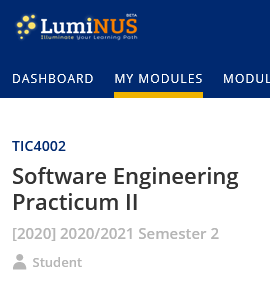 LumiNUS BETA
Illuminate Your Learning Path
DASHBOARD MY MODULES MODUL
TIC4002
Software Engineering
Practicum II
[2020] 2020/2021 Semester 2
Student